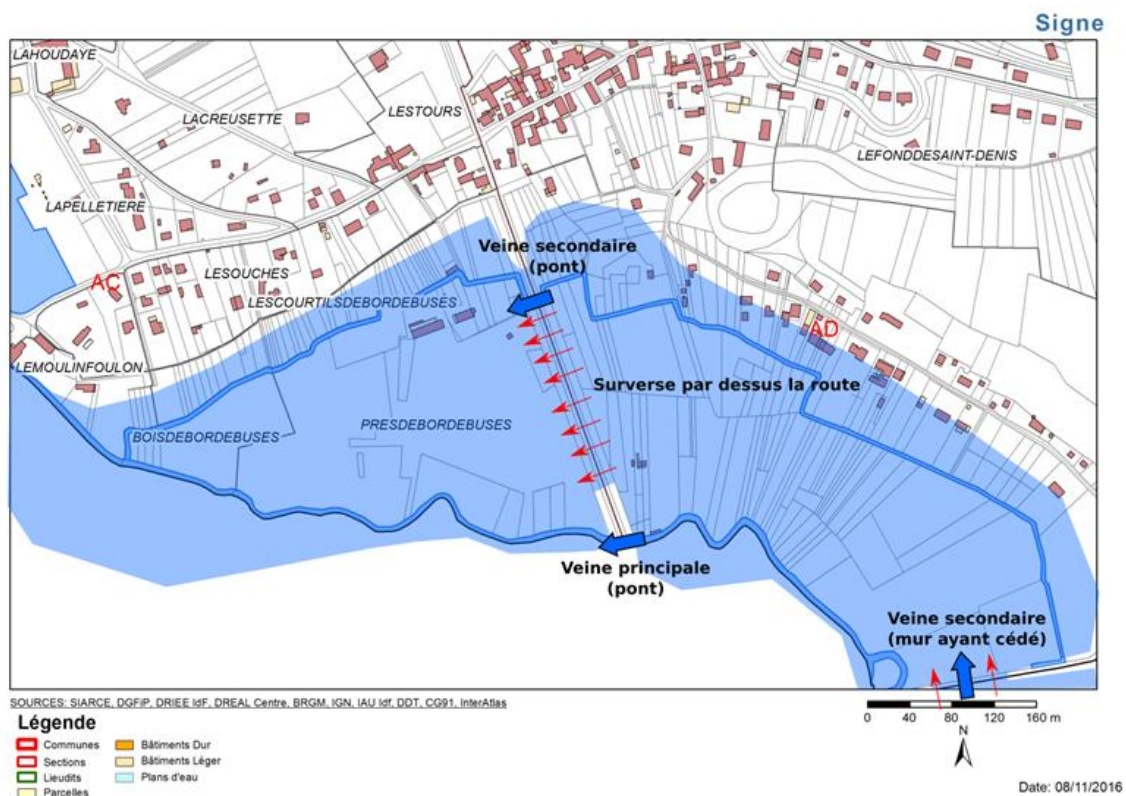 Signe
LAHOUDAYE
LESTOURS
LACREUSETTE
LEFONDDESAINT-DENIS
LAPELLETIERE
Veine secondaire
(pont)
AC
LESOUCHES
LESCOURTILSDEBORDEBUSES
AD
LEMOULINFOULON
Surverse par dessus la route
PRESDEBORDEBUSES
BOISDEBORDEBUSES
Veine principale
(pont)
Veine secondaire
(mur ayant cédé)
SOURCES: SIARCE, DGFiP, DRIEE IdF, DREAL Centre, BRGM, IGN, IAU Idf, DDT, CG91, InterAtlas
0 40 80 120 160 m
N
Légende
Communes
Sections
Lieudits
Parcelles
Bâtiments Dur
Bâtiments Léger
Plans d'eau
Date: 08/11/2016